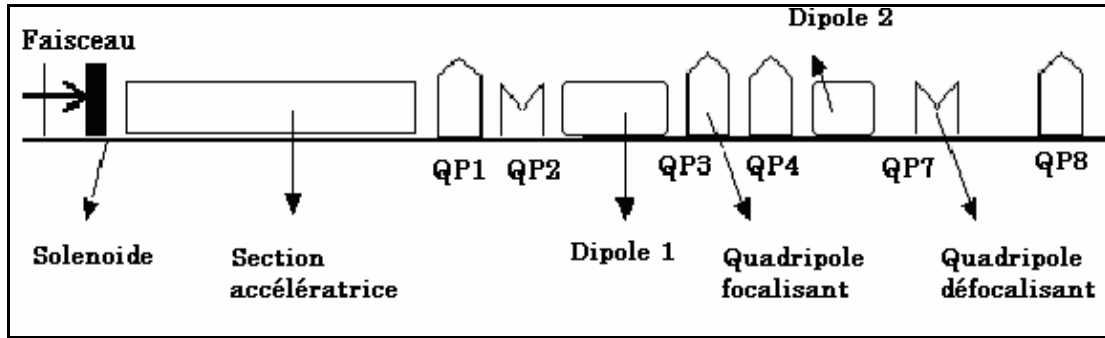 Dipole 2
Faisceau
QP1 QP2 QP3 QP4 QP7 QP8
Solenoide
Section
accélératrice
Dipole 1
Quadripole
focalisant
Quadripole
défocalisant